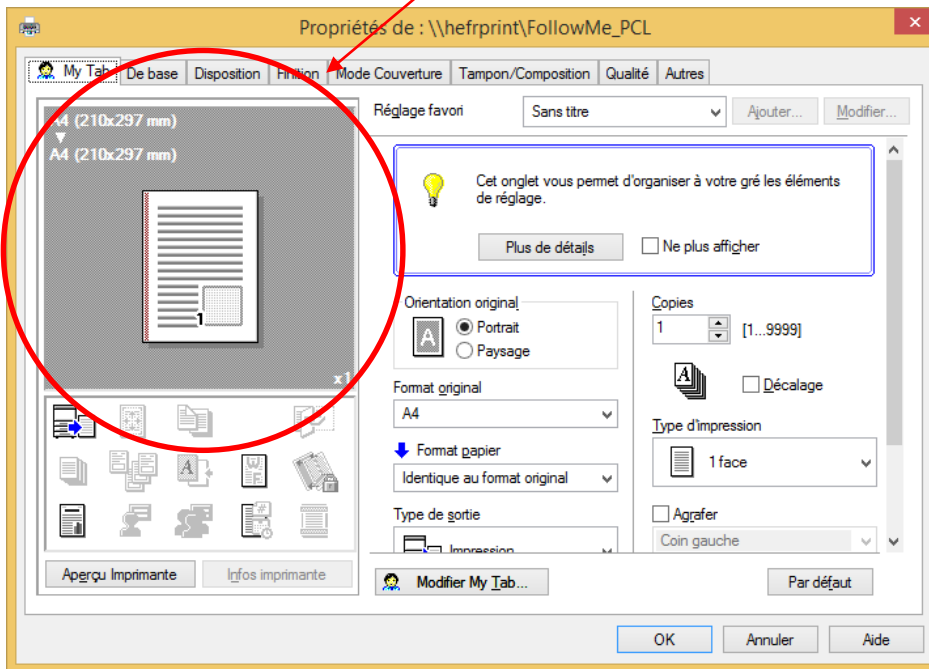 Propriétés de : \\hefrprint\FollowMe_PCL
My Tab De base Disposition Finition Mode Couverture Tampon/Composition Qualité Autres
A4 (210x297 mm)
A4 (210x297 mm)
1
x1
Aperçu Imprimante Infos imprimante
Réglage favori Sans titre Ajouter... Modifier...
Cet onglet vous permet d'organiser à votre gré les éléments
de réglage.
Plus de détails Ne plus afficher
Orientation original
A
Portrait
Paysage
Format original
A4
Format papier
Identique au format original
Type de sortie
Impression
Copies
1 [1...9999]
Décalage
Type d'impression
1 face
Agrafer
Coin gauche
Modifier My Tab... Par défaut
OK Annuler Aide